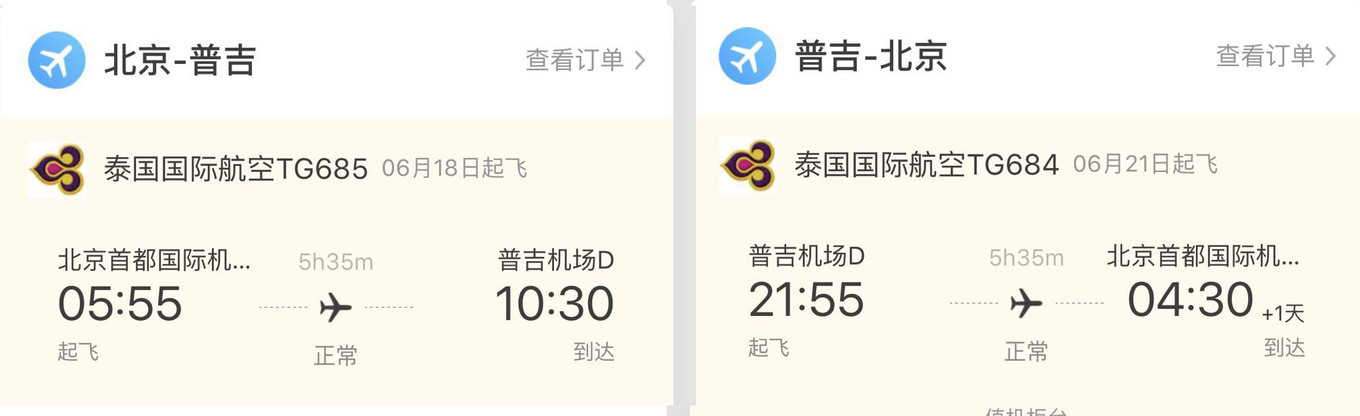 北京-普吉
查看订单
泰国国际航空TG685 06月18日起飞
北京首都国际机... 5h35m 普吉机场D
05:55 10:30
起飞 正常 到达
普吉-北京
查看订单
泰国国际航空TG684 06月21日起飞
普吉机场D 5h35m 北京首都国际机...
21:55 04:30 +1天
起飞 正常 到达
值机柜台